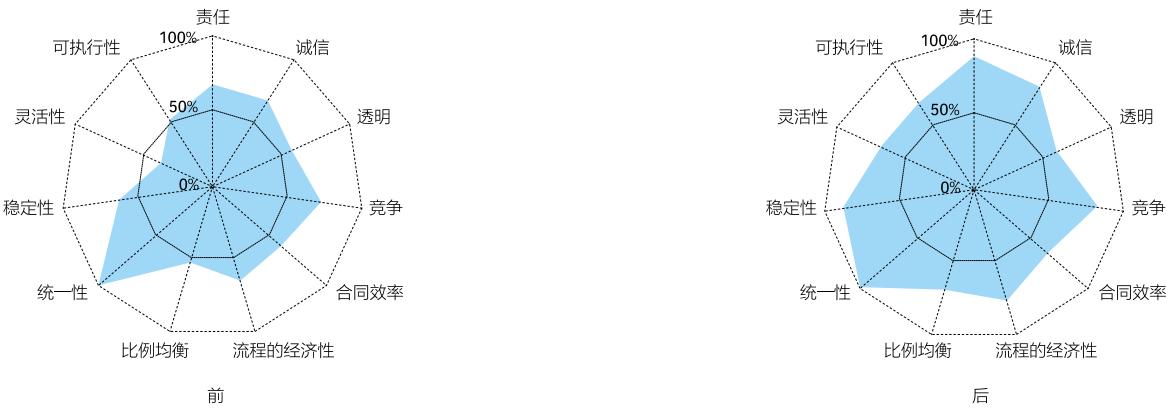 责任
100%
可执行性
诚信
50%
灵活性
透明
0%
稳定性
竞争
统一性
合同效率
比例均衡
流程的经济性
前
责任
100%
可执行性
诚信
50%
灵活性
透明
0%
稳定性
竞争
统一性
合同效率
比例均衡
流程的经济性
后